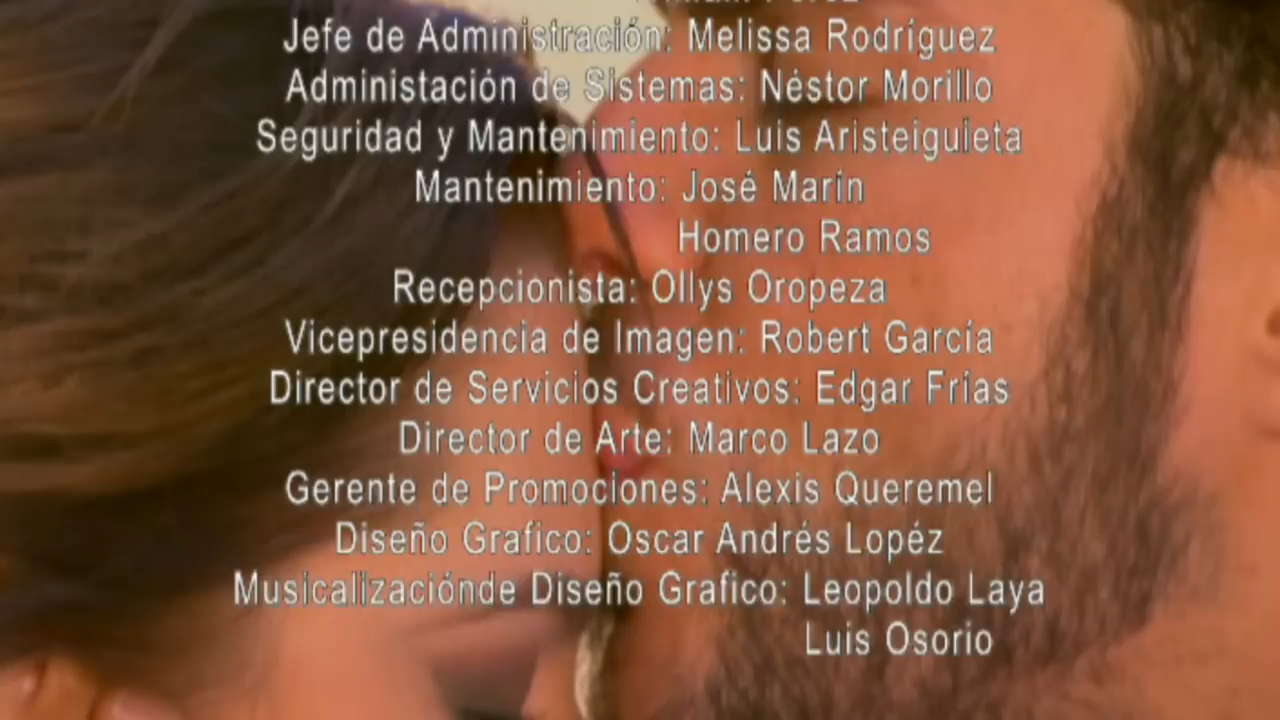 Jefe de Administración: Melissa Rodríguez
Administación de Sistemas: Néstor Morillo
Seguridad y Mantenimiento: Luis Aristeiguieta
Mantenimiento: José Marín
Homero Ramos
Recepcionista: Ollys Oropeza
Vicepresidencia de Imagen: Robert García
Director de Servicios Creativos: Edgar Frías
Director de Arte: Marco Lazo
Gerente de Promociones: Alexis Queremel
Diseño Grafico: Oscar Andrés Lopéz
Musicalizaciónde Diseño Grafico: Leopoldo Laya
Luis Osorio